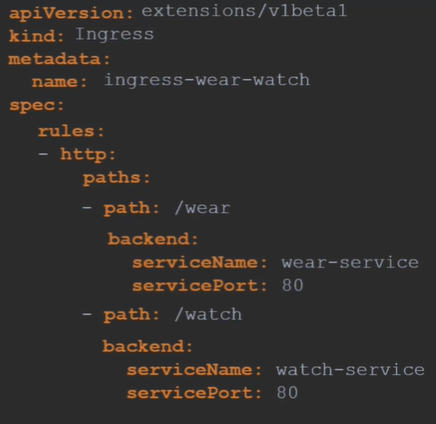 apiVersion: extensions/v1beta1
kind: Ingress
metadata:
  name: ingress-wear-watch
spec:
  rules:
  - http:
      paths:
      - path: /wear
        backend:
          serviceName: wear-service
          servicePort: 80
      - path: /watch
        backend:
          serviceName: watch-service
          servicePort: 80